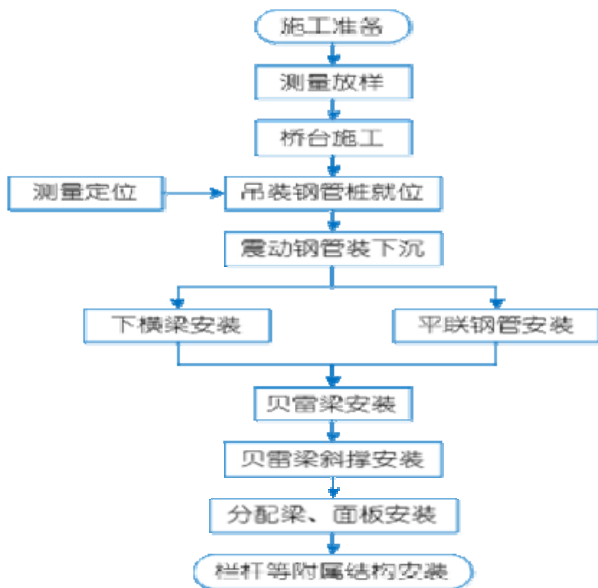 施工准备
测量放样
桥台施工
测量定位
吊装钢管桩就位
震动钢管装下沉
下横梁安装
平联钢管安装
贝雷梁安装
贝雷梁斜撑安装
分配梁、面板安装
栏杆等附属结构安装